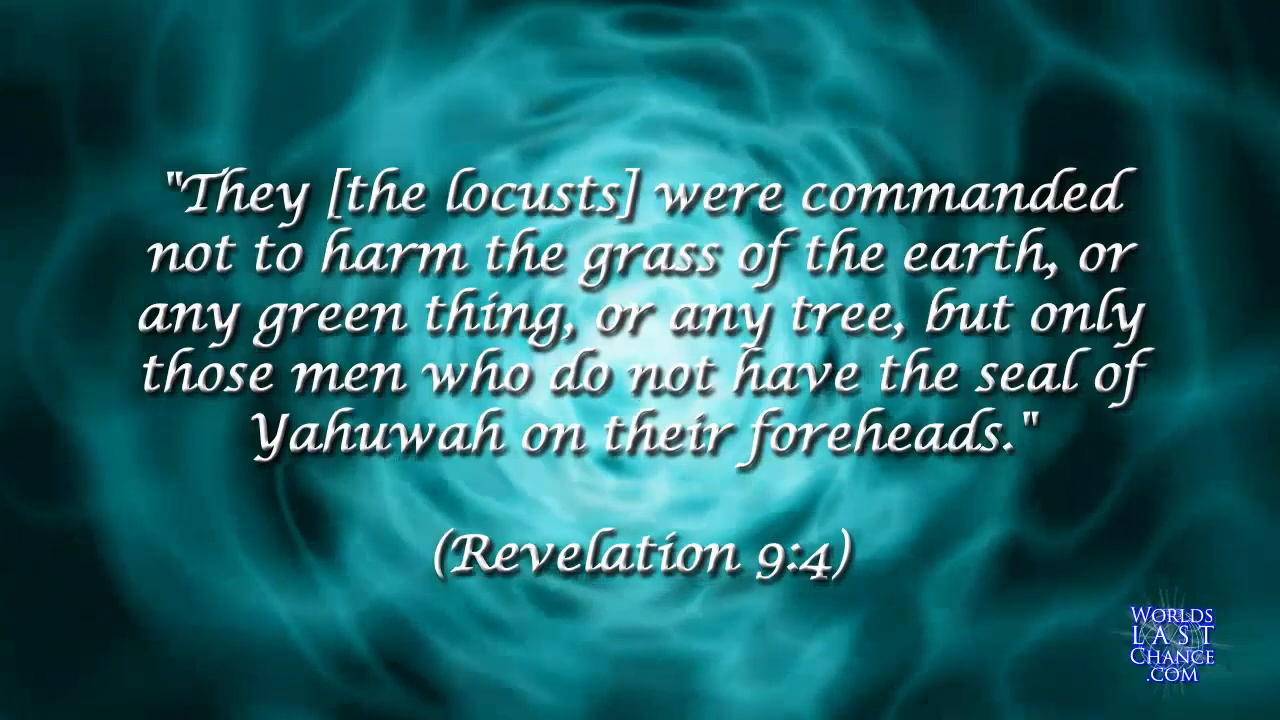 "They [the locusts] were commanded
not to harm the grass of the earth, or
any green thing, or any tree, but only
those men who do not have the seal of
Yahuwah on their foreheads."
(Revelation 9:4)
WORLDS
LAST
CHANCE
.COM